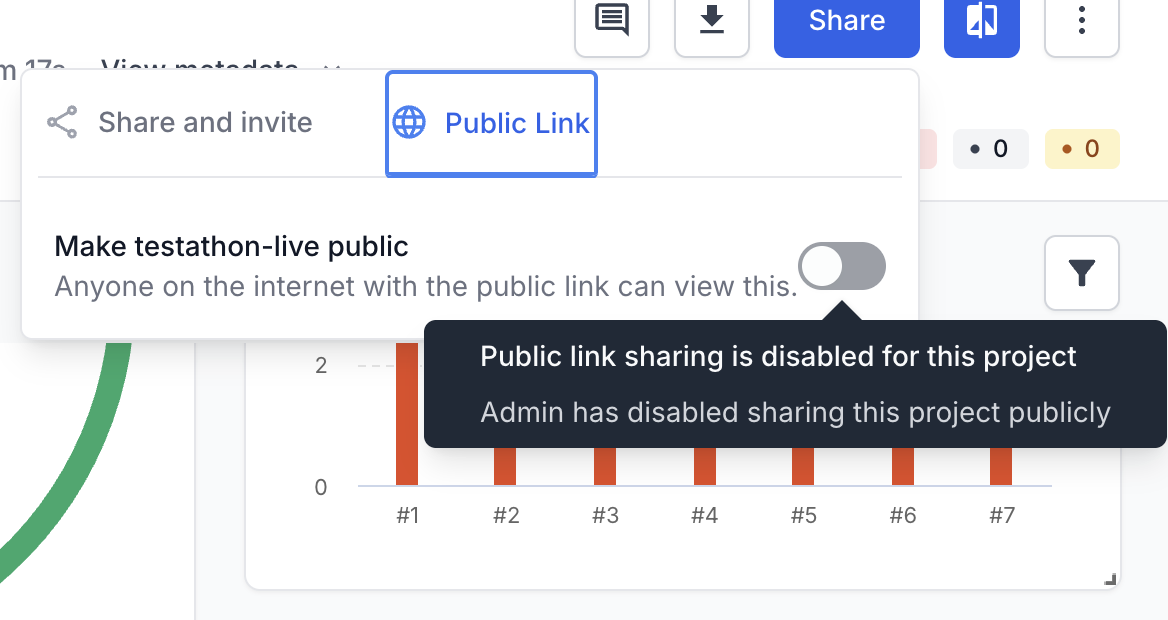 Share
View metadata
Share and invite
Public Link
0
0
Make testathon-live public
Anyone on the internet with the public link can view this.
Public link sharing is disabled for this project
Admin has disabled sharing this project publicly
2
0
#1
#2
#3
#4
#5
#6
#7